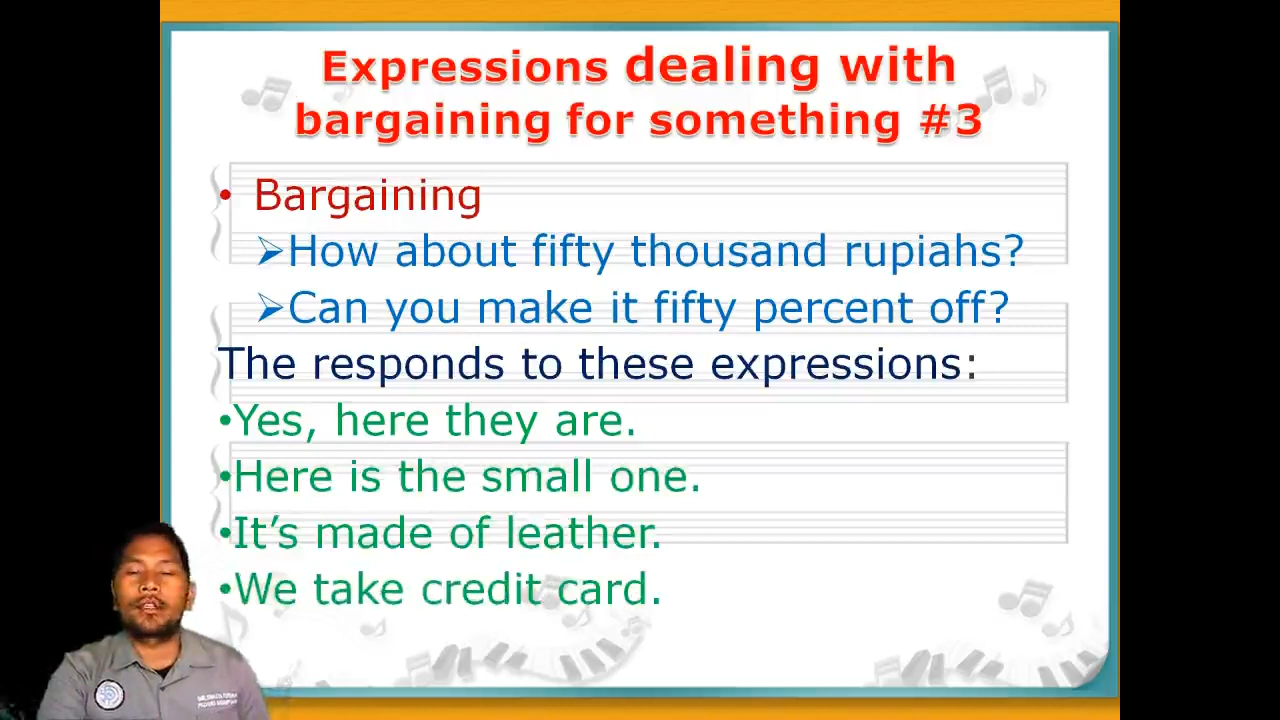 Expressions dealing with
bargaining for something #3
• Bargaining
➢How about fifty thousand rupiahs?
➢Can you make it fifty percent off?
The responds to these expressions:
•Yes, here they are.
•Here is the small one.
•It’s made of leather.
•We take credit card.